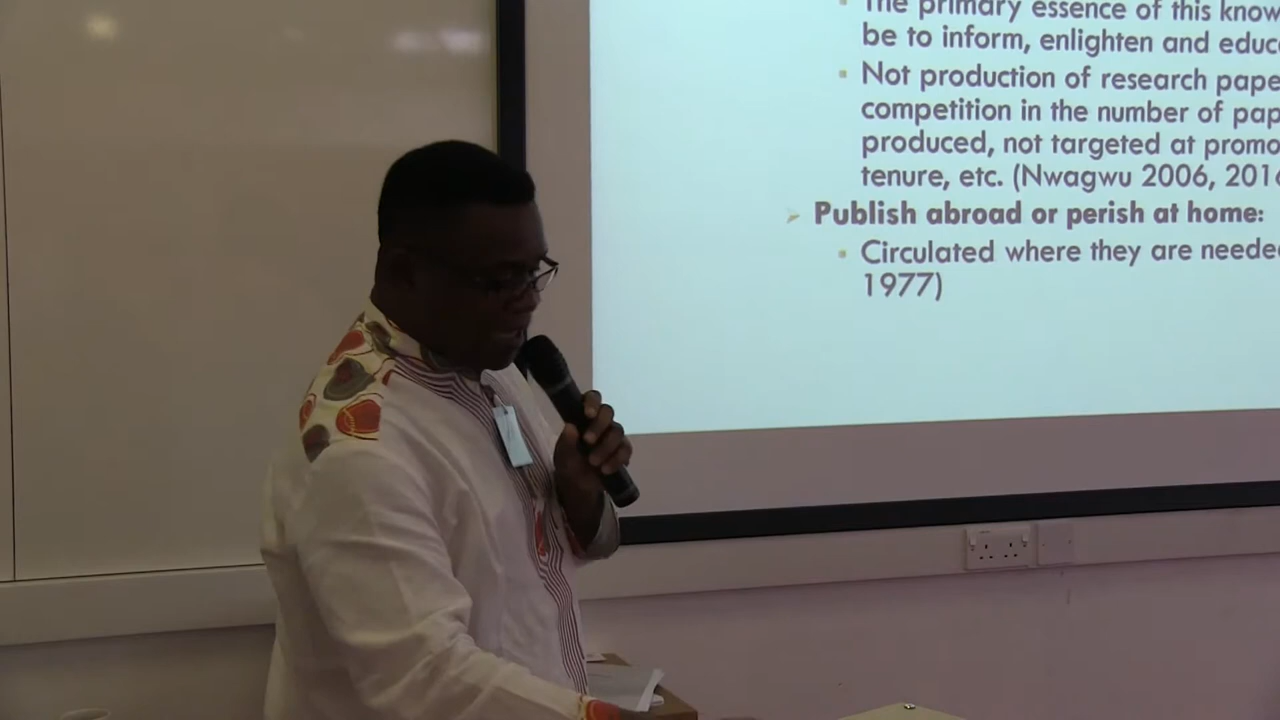 The primary essence of this know
be to inform, enlighten and educ
Not production of research pape
competition in the number of pap
produced, not targeted at promo
tenure, etc. (Nwagwu 2006, 2016
Publish abroad or perish at home:
Circulated where they are neede
1977)